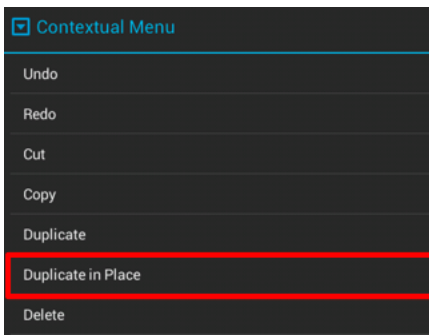 Contextual Menu
Undo
Redo
Cut
Copy
Duplicate
Duplicate in Place
Delete